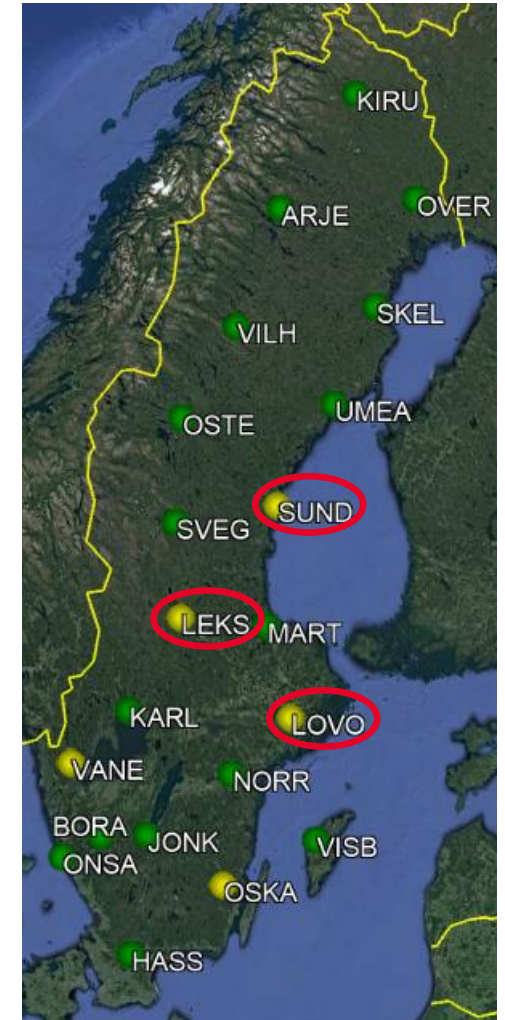 KIRU
ARJE
OVER
SKEL
VILH
UMEA
OSTE
SUND
SVEG
LEKS
MART
KARL
LOVO
VANE
NORR
BORA
JONK
VISB
ONSA
OSKA
HASS